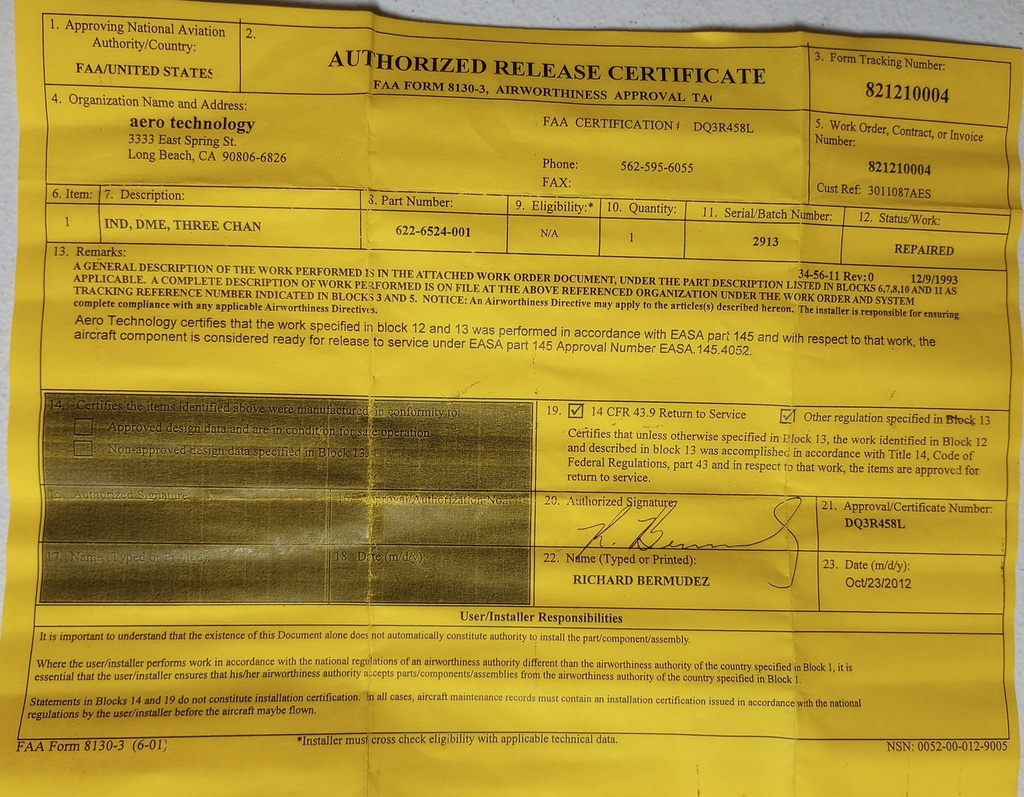 1. Approving National Aviation
Authority/Country:
FAA/UNITED STATES
2.
AUTHORIZED RELEASE CERTIFICATE
FAA FORM 8130-3, AIRWORTHINESS APPROVAL TA
3. Form Tracking Number:
821210004
4. Organization Name and Address:
aero technology
3333 East Spring St.
Long Beach, CA 90806-6826
FAA CERTIFICATION # DQ3R458L
Phone: 562-595-6055
FAX:
5. Work Order, Contract, or Invoice
Number:
821210004
Cust Ref: 3011087AES
6. Item: 7. Description: 8. Part Number: 9. Eligibility:* 10. Quantity: 11. Serial/Batch Number: 12. Status/Work:
1 IND, DME, THREE CHAN 622-6524-001 N/A 1 2913 REPAIRED
13. Remarks:
34-56-11 Rev: 0 12/9/1993
A GENERAL DESCRIPTION OF THE WORK PERFORMED IS IN THE ATTACHED WORK ORDER DOCUMENT, UNDER THE PART DESCRIPTION LISTED IN BLOCKS 6,7,8,10 AND 11 AS
APPLICABLE. A COMPLETE DESCRIPTION OF WORK PERFORMED IS ON FILE AT THE ABOVE REFERENCED ORGANIZATION UNDER THE WORK ORDER AND SYSTEM
TRACKING REFERENCE NUMBER INDICATED IN BLOCKS 3 AND 5. NOTICE: An Airworthiness Directive may apply to the articles(s) described hereon. The installer is responsible for ensuring
complete compliance with any applicable Airworthiness Directives.
Aero Technology certifies that the work specified in block 12 and 13 was performed in accordance with EASA part 145 and with respect to that work, the
aircraft component is considered ready for release to service under EASA part 145 Approval Number EASA.145.4052.
14. Certifies the items identified above were manufactured in conformity to:
Approved design data and are in condition for safe operation
Non-approved design data specified in Block 13.
15. Authorized Signature
16. Approval/Authorization No.:
17. Name (Typed or Printed)
18. Date (m/d/y):
19. 14 CFR 43.9 Return to Service Other regulation specified in Block 13
Certifies that unless otherwise specified in Block 13, the work identified in Block 12
and described in block 13 was accomplished in accordance with Title 14, Code of
Federal Regulations, part 43 and in respect to that work, the items are approved for
return to service.
20. Authorized Signature
21. Approval/Certificate Number:
DQ3R458L
22. Name (Typed or Printed):
RICHARD BERMUDEZ
23. Date (m/d/y):
Oct/23/2012
User/Installer Responsibilities
It is important to understand that the existence of this Document alone does not automatically constitute authority to install the part/component/assembly.
Where the user/installer performs work in accordance with the national regulations of an airworthiness authority different than the airworthiness authority of the country specified in Block 1, it is
essential that the user/installer ensures that his/her airworthiness authority accepts parts/components/assemblies from the airworthiness authority of the country specified in Block 1.
Statements in Blocks 14 and 19 do not constitute installation certification. In all cases, aircraft maintenance records must contain an installation certification issued in accordance with the national
regulations by the user/installer before the aircraft maybe flown.
FAA Form 8130-3 (6-01) *Installer must cross check eligibility with applicable technical data. NSN: 0052-00-012-9005